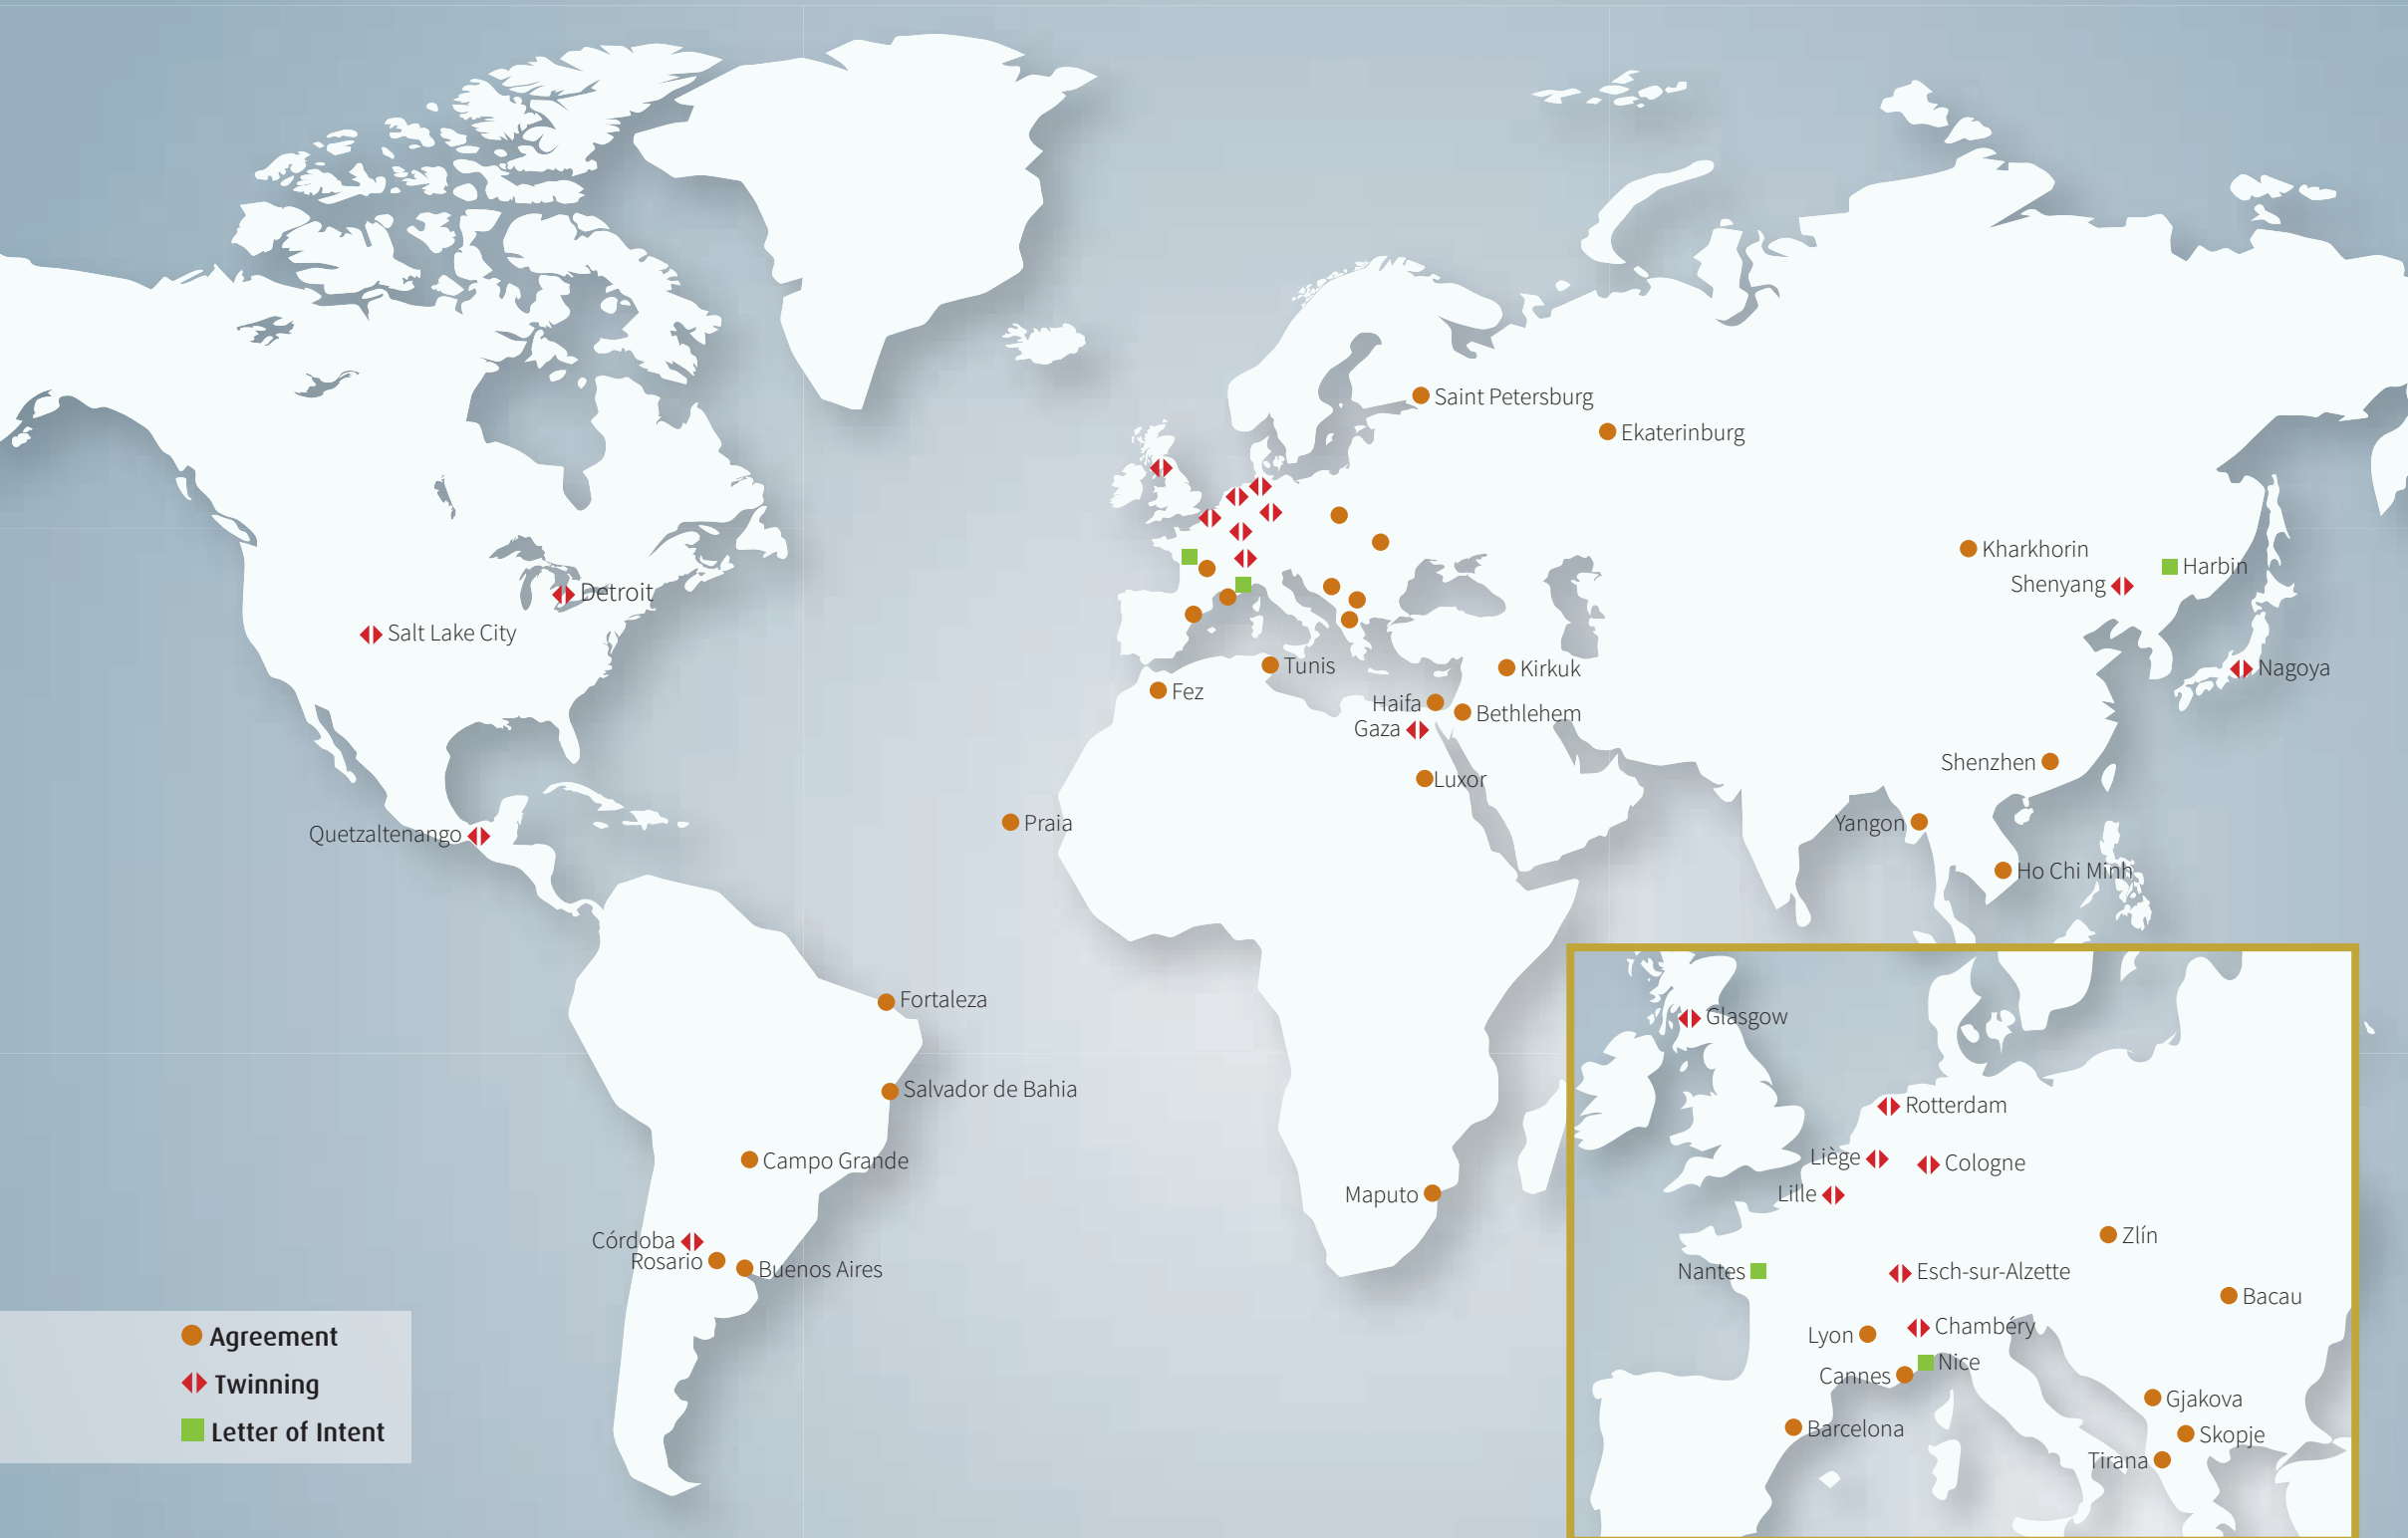 Saint Petersburg
Ekaterinburg
Kharkhorin
Harbin
Shenyang
Detroit
Salt Lake City
Nagoya
Tunis
Kirkuk
Fez
Haifa
Bethlehem
Gaza
Shenzhen
Luxor
Praia
Yangon
Quetzaltenango
Ho Chi Minh
Fortaleza
Salvador de Bahia
Campo Grande
Maputo
Córdoba
Rosario
Buenos Aires
Agreement
Twinning
Letter of Intent
Glasgow
Rotterdam
Liège
Cologne
Lille
Zlín
Nantes
Esch-sur-Alzette
Bacau
Chambéry
Lyon
Nice
Cannes
Gjakova
Barcelona
Skopje
Tirana